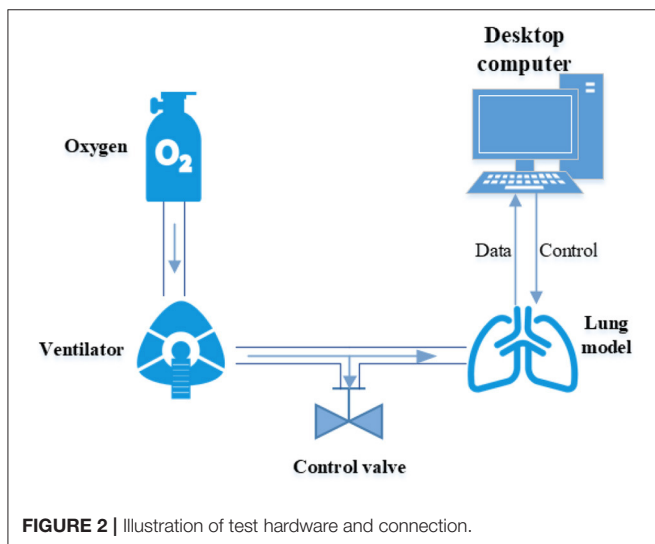 Desktop
computer
Oxygen
O2
Data
Control
Ventilator
Lung
model
Control valve
FIGURE 2 | Illustration of test hardware and connection.